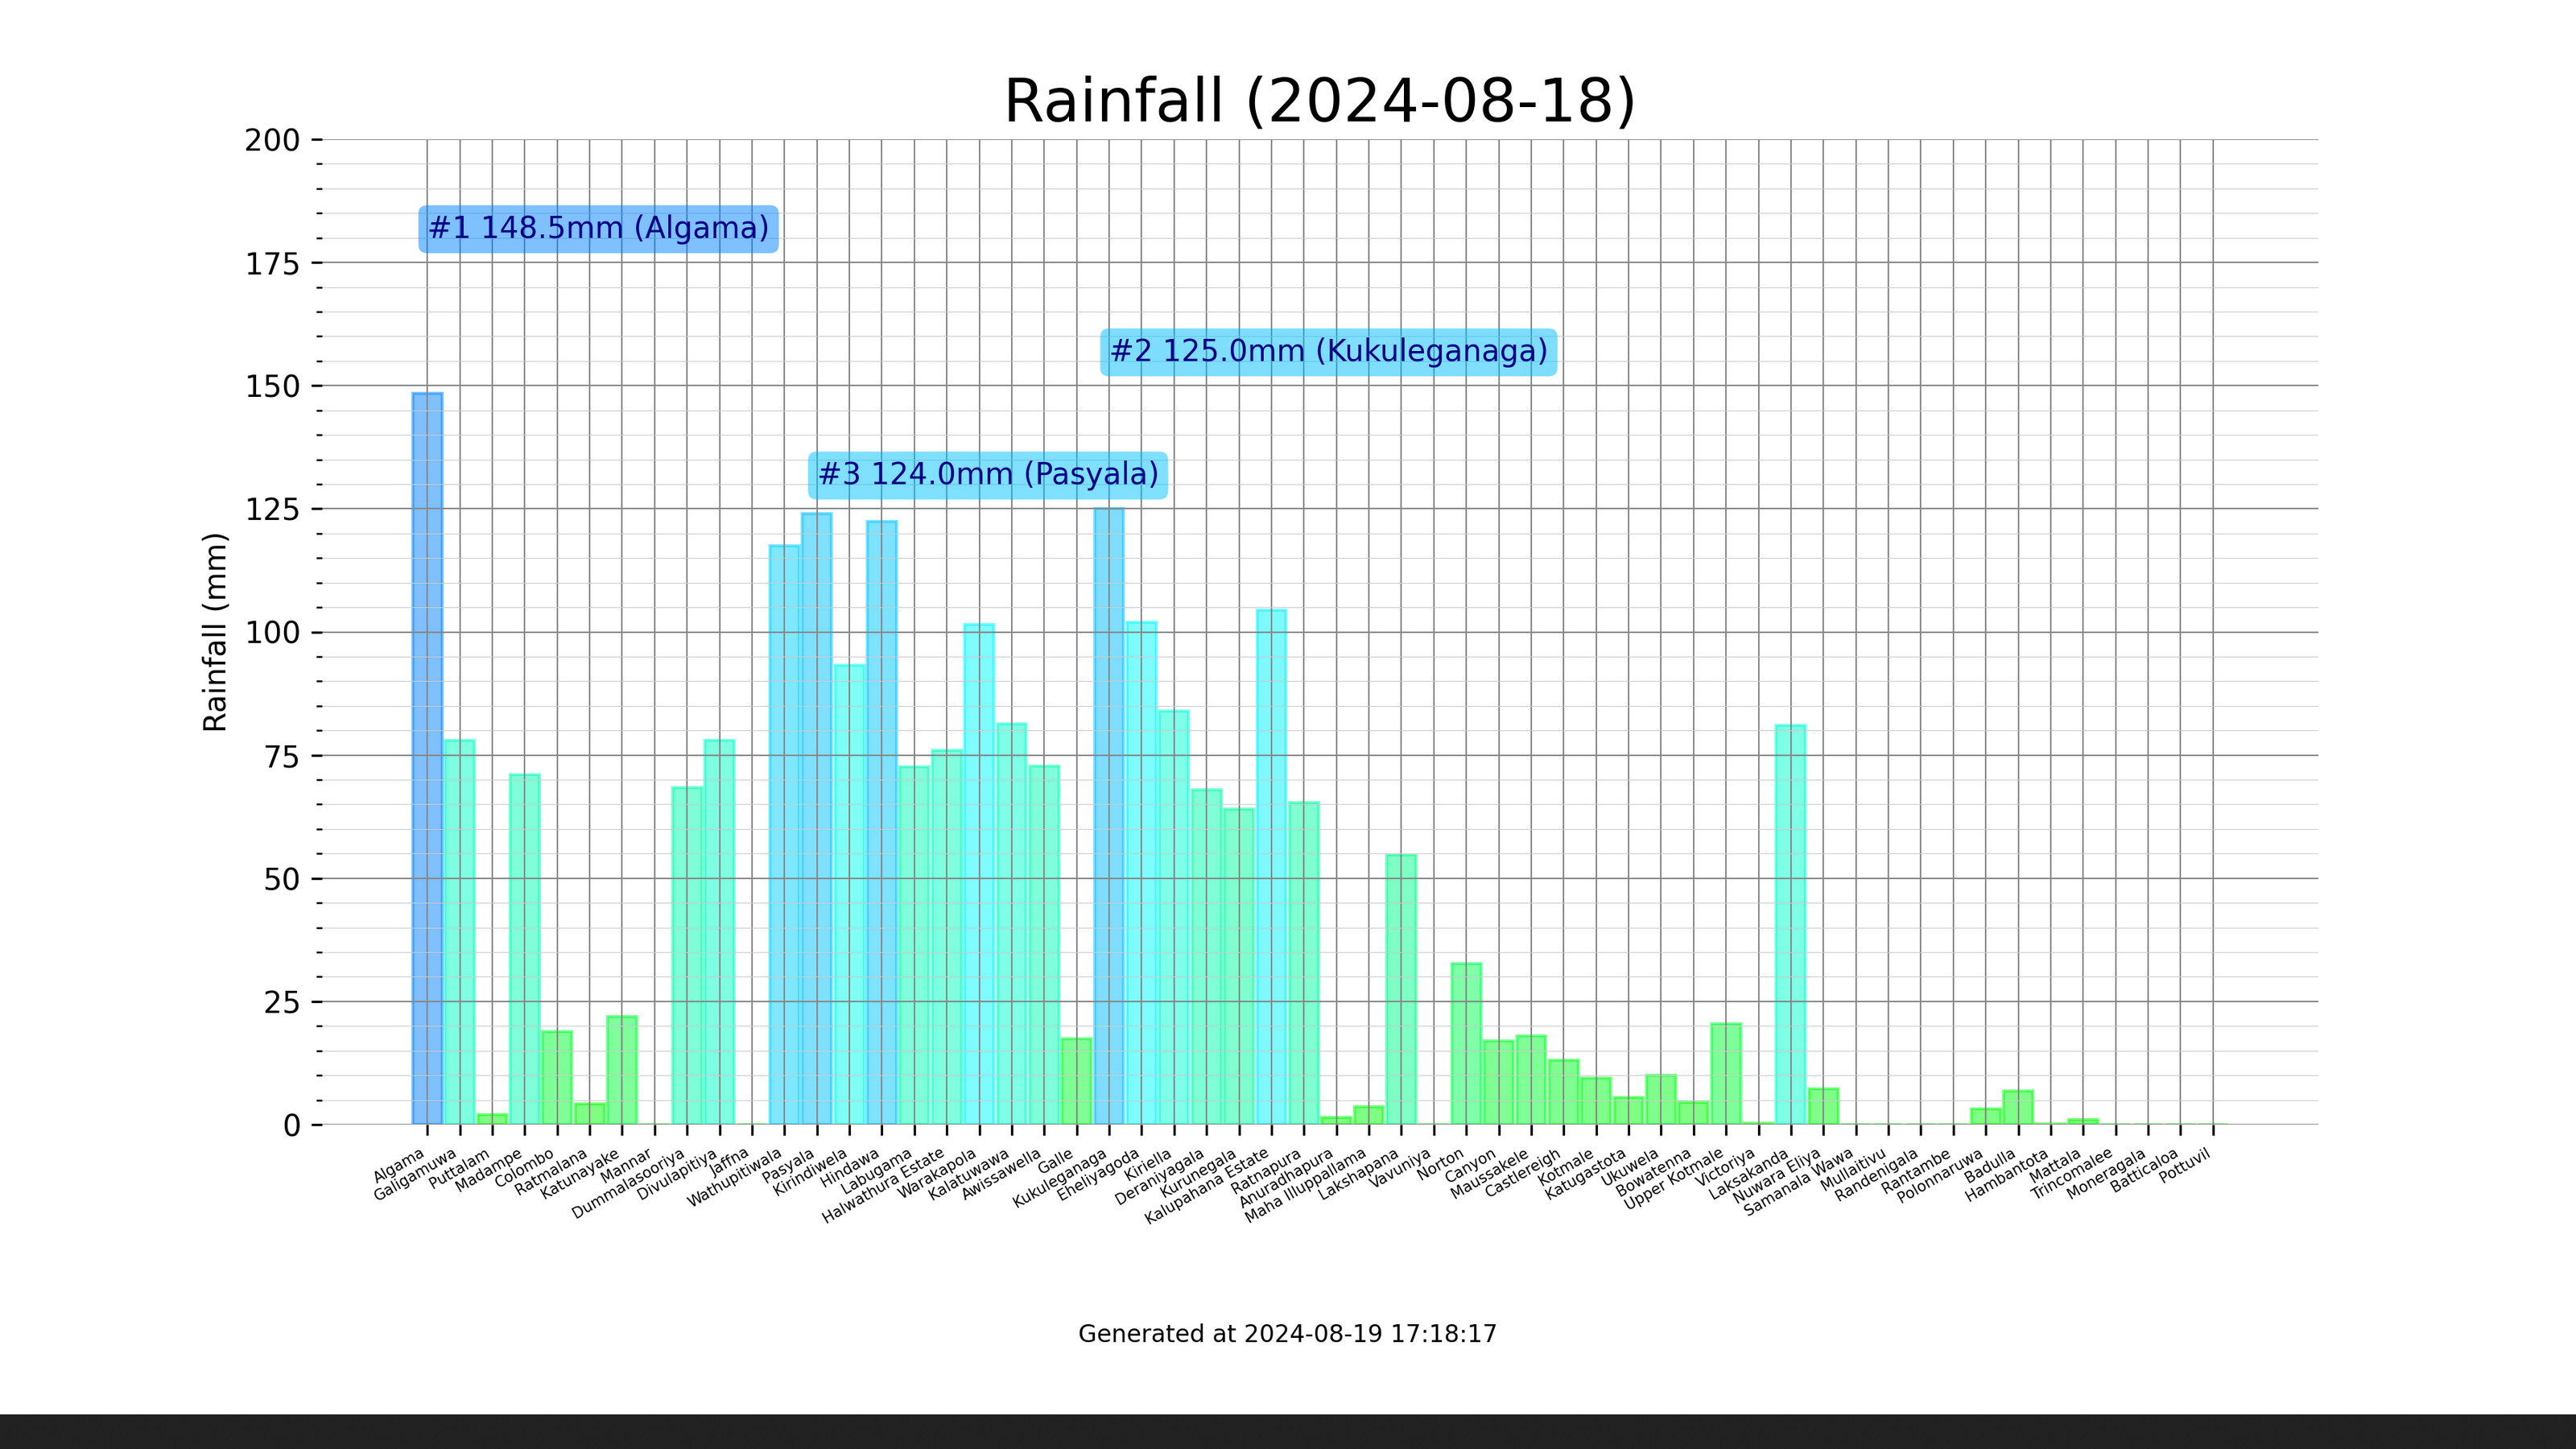 Rainfall (2024-08-18)
200
175
150
125
100
75
50
25
0
Rainfall (mm)
#1 148.5mm (Algama)
#2 125.0mm (Kukuleganaga)
#3 124.0mm (Pasyala)
Algama
Galigamuwa
Puttalam
Madampe
Colombo
Ratmalana
Katunayake
Mannar
Dummalasooriya
Divulapitiya
Jaffna
Wathupitiwala
Pasyala
Kirindiwela
Hindawa
Labugama
Halwathura Estate
Warakapola
Kalatuwawa
Awissawella
Galle
Kukuleganaga
Eheliyagoda
Kiriella
Deraniyagala
Kurunegala
Kalupahana Estate
Ratnapura
Anuradhapura
Maha Illuppallama
Lakshapana
Vavuniya
Norton
Canyon
Maussakele
Castlereigh
Kotmale
Katugastota
Ukuwela
Bowatenna
Upper Kotmale
Victoriya
Laksakanda
Nuwara Eliya
Samanala Wawa
Mullaitivu
Randenigala
Rantambe
Polonnaruwa
Badulla
Hambantota
Mattala
Trincomalee
Moneragala
Batticaloa
Pottuvil
Generated at 2024-08-19 17:18:17